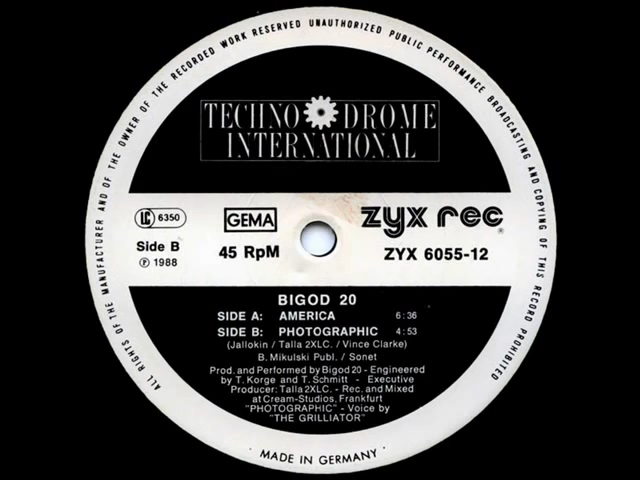 ALL RIGHTS OF THE MANUFACTURER AND OF THE OWNER OF THE RECORDED WORK RESERVED UNAUTHORIZED PUBLIC PERFORMANCE BROADCASTING AND COPYING OF THIS RECORD PROHIBITED
TECHNO DROME
INTERNATIONAL
LC 6350
GEMA
zyx rec®
Side B
45 RpM
ZYX 6055-12
Ⓟ 1988
BIGOD 20
SIDE A: AMERICA 6:36
SIDE B: PHOTOGRAPHIC 4:53
(Jallokin / Talla 2XLC. / Vince Clarke)
B. Mikulski Publ. / Sonet
Prod. and Performed by Bigod 20 - Engineered
by T. Korge and T. Schmitt - Executive
Producer: Talla 2XLC. - Rec. and Mixed
at Cream-Studios, Frankfurt
"PHOTOGRAPHIC" - Voice by
"THE GRILLIATOR"
· MADE IN GERMANY ·